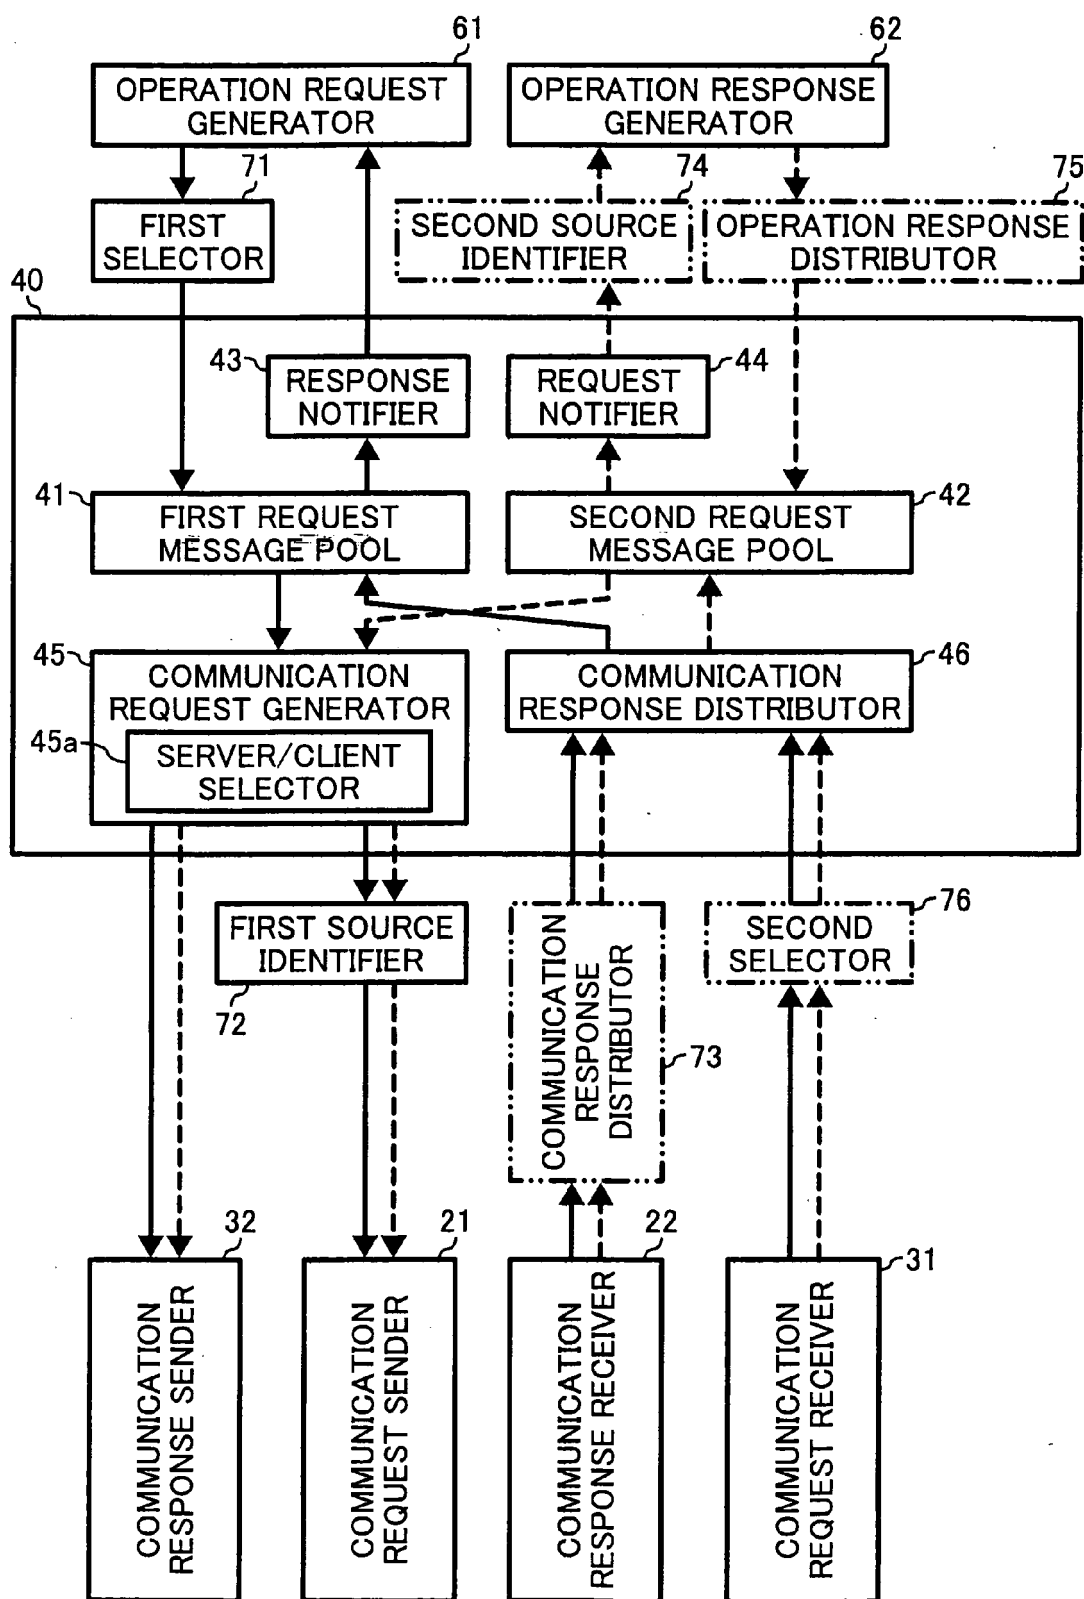 61
62
OPERATION REQUEST
GENERATOR
OPERATION RESPONSE
GENERATOR
71
74
75
FIRST
SELECTOR
SECOND SOURCE
IDENTIFIER
OPERATION RESPONSE
DISTRIBUTOR
40
43
RESPONSE
NOTIFIER
REQUEST
NOTIFIER
44
41
FIRST REQUEST
MESSAGE POOL
SECOND REQUEST
MESSAGE POOL
42
45
COMMUNICATION
REQUEST GENERATOR
45a
SERVER/CLIENT
SELECTOR
COMMUNICATION
RESPONSE DISTRIBUTOR
46
FIRST SOURCE
IDENTIFIER
72
COMMUNICATION
RESPONSE
DISTRIBUTOR
73
SECOND
SELECTOR
76
32
COMMUNICATION
RESPONSE SENDER
21
COMMUNICATION
REQUEST SENDER
22
COMMUNICATION
RESPONSE RECEIVER
31
COMMUNICATION
REQUEST RECEIVER